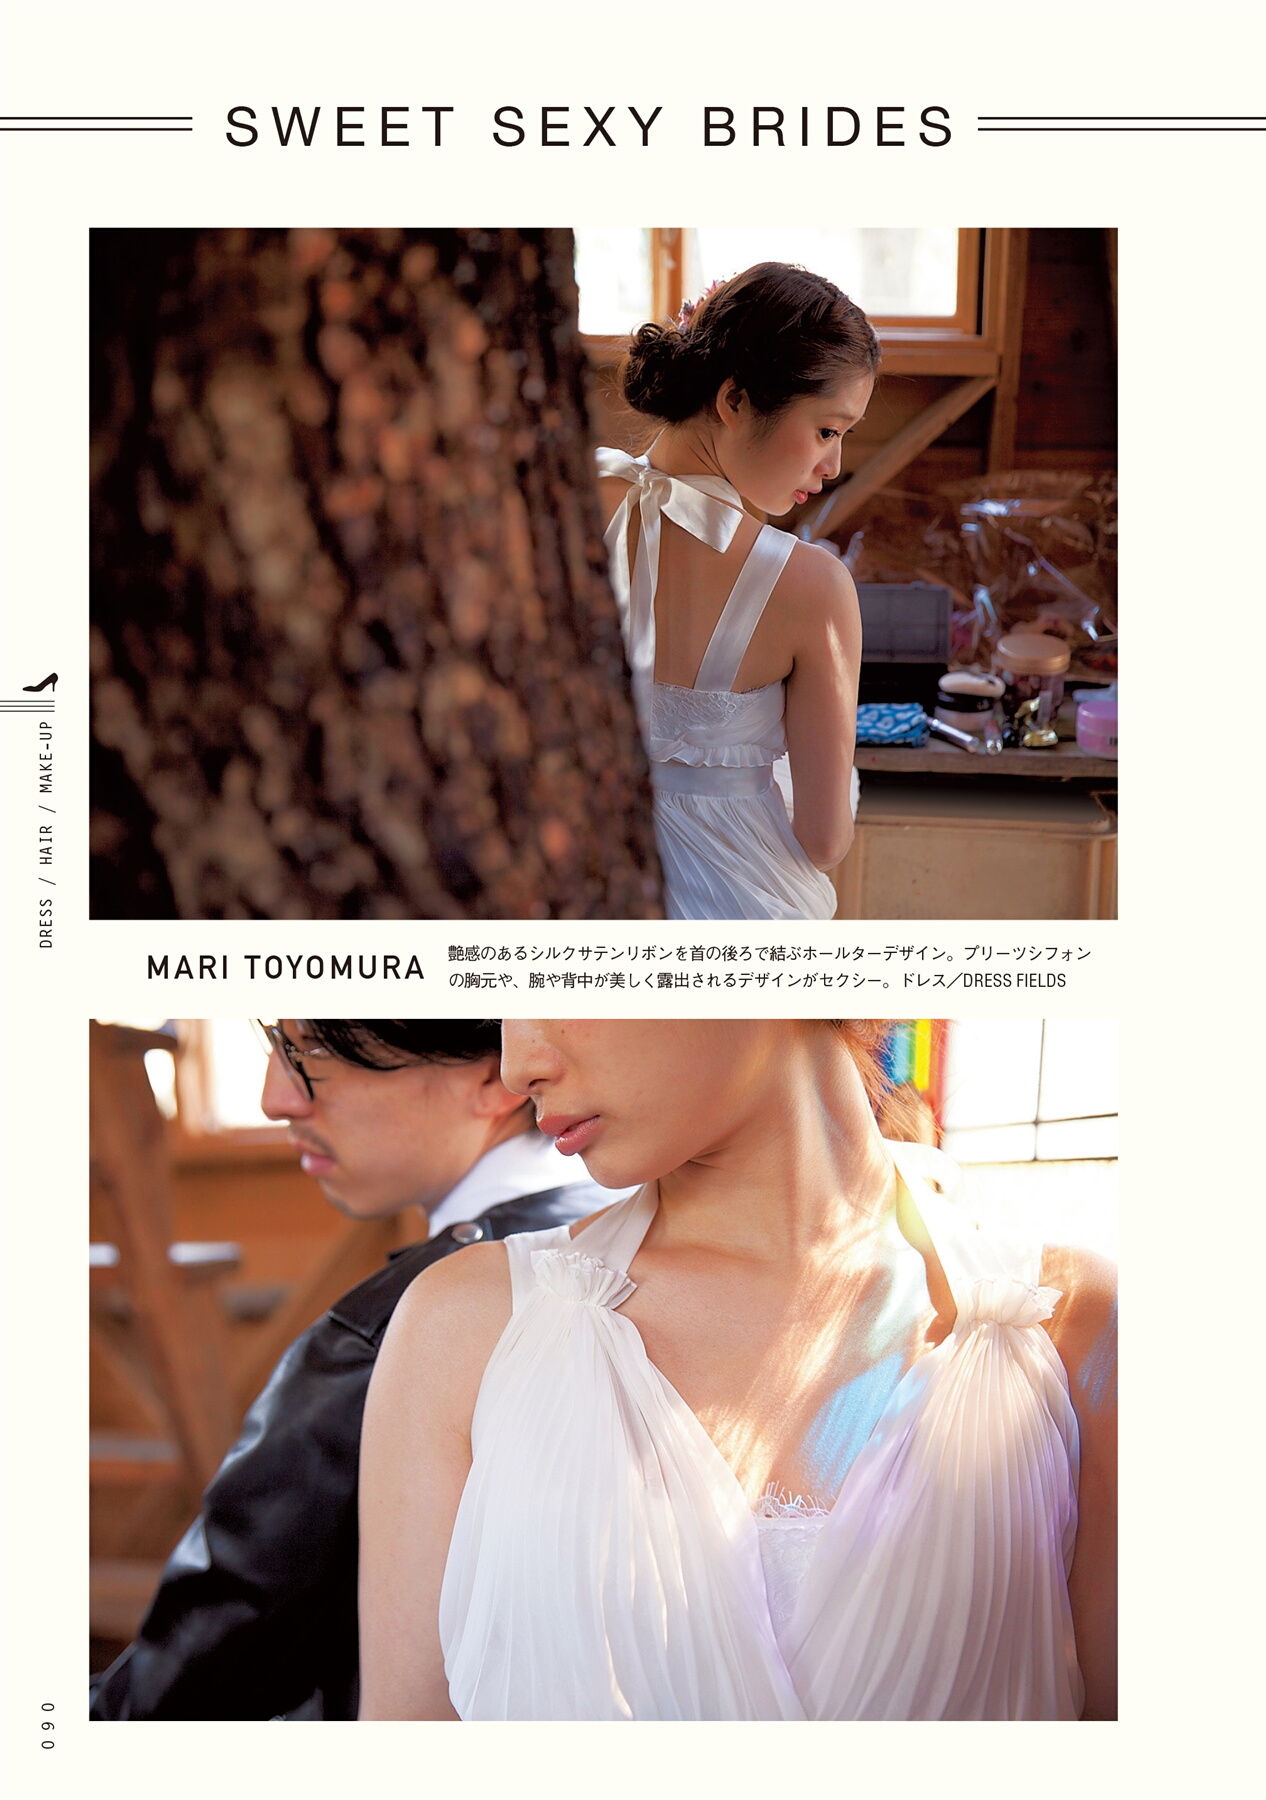 SWEET SEXY BRIDES
DRESS / HAIR / MAKE-UP
MARI TOYOMURA
艶感のあるシルクサテンリボンを首の後ろで結ぶホールターデザイン。プリーツシフォン
の胸元や、腕や背中が美しく露出されるデザインがセクシー。ドレス／DRESS FIELDS
090